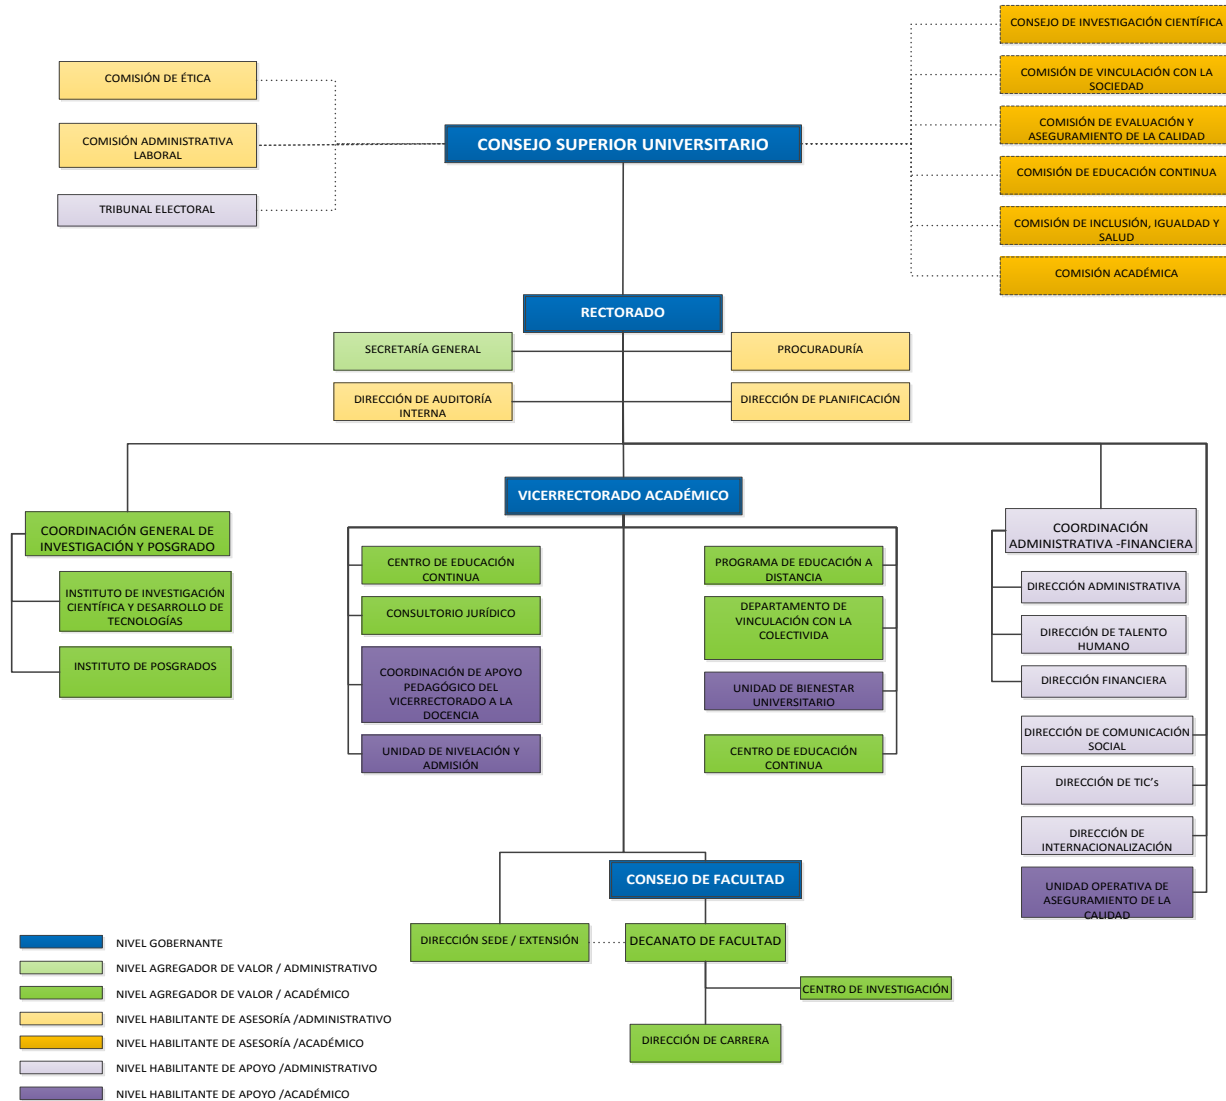 CONSEJO DE INVESTIGACIÓN CIENTÍFICA
COMISIÓN DE ÉTICA
COMISIÓN DE VINCULACIÓN CON LA
SOCIEDAD
COMISIÓN ADMINISTRATIVA
LABORAL
CONSEJO SUPERIOR UNIVERSITARIO
COMISIÓN DE EVALUACIÓN Y
ASEGURAMIENTO DE LA CALIDAD
COMISIÓN DE EDUCACIÓN CONTINUA
TRIBUNAL ELECTORAL
COMISIÓN DE INCLUSIÓN, IGUALDAD Y
SALUD
COMISIÓN ACADÉMICA
RECTORADO
SECRETARÍA GENERAL
PROCURADURÍA
DIRECCIÓN DE AUDITORÍA
INTERNA
DIRECCIÓN DE PLANIFICACIÓN
VICERRECTORADO ACADÉMICO
COORDINACIÓN GENERAL DE
INVESTIGACIÓN Y POSGRADO
INSTITUTO DE INVESTIGACIÓN
CIENTÍFICA Y DESARROLLO DE
TECNOLOGÍAS
INSTITUTO DE POSGRADOS
CENTRO DE EDUCACIÓN
CONTINUA
CONSULTORIO JURÍDICO
COORDINACIÓN DE APOYO
PEDAGÓGICO DEL
VICERRECTORADO A LA
DOCENCIA
UNIDAD DE NIVELACIÓN Y
ADMISIÓN
PROGRAMA DE EDUCACIÓN A
DISTANCIA
DEPARTAMENTO DE
VINCULACIÓN CON LA
COLECTIVIDA
UNIDAD DE BIENESTAR
UNIVERSITARIO
CENTRO DE EDUCACIÓN
CONTINUA
COORDINACIÓN
ADMINISTRATIVA -FINANCIERA
DIRECCIÓN ADMINISTRATIVA
DIRECCIÓN DE TALENTO
HUMANO
DIRECCIÓN FINANCIERA
DIRECCIÓN DE COMUNICACIÓN
SOCIAL
DIRECCIÓN DE TIC's
DIRECCIÓN DE
INTERNACIONALIZACIÓN
UNIDAD OPERATIVA DE
ASEGURAMIENTO DE LA
CALIDAD
CONSEJO DE FACULTAD
DIRECCIÓN SEDE / EXTENSIÓN
DECANATO DE FACULTAD
CENTRO DE INVESTIGACIÓN
DIRECCIÓN DE CARRERA
NIVEL GOBERNANTE
NIVEL AGREGADOR DE VALOR / ADMINISTRATIVO
NIVEL AGREGADOR DE VALOR / ACADÉMICO
NIVEL HABILITANTE DE ASESORÍA /ADMINISTRATIVO
NIVEL HABILITANTE DE ASESORÍA /ACADÉMICO
NIVEL HABILITANTE DE APOYO /ADMINISTRATIVO
NIVEL HABILITANTE DE APOYO /ACADÉMICO